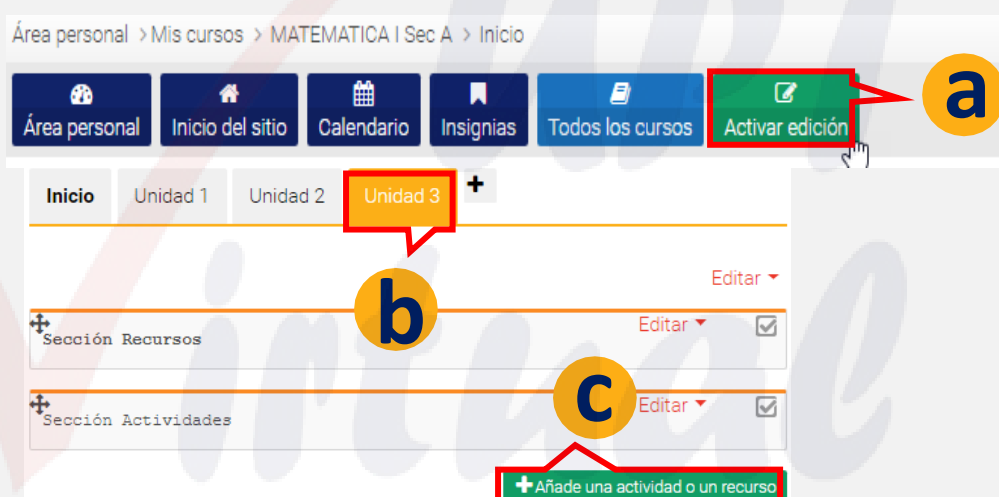 Área personal > Mis cursos > MATEMATICA I Sec A > Inicio
Área personal Inicio del sitio Calendario Insignias Todos los cursos Activar edición a
Inicio Unidad 1 Unidad 2 Unidad 3 +
b
Editar
Sección Recursos Editar
c
Sección Actividades Editar
+Añade una actividad o un recurso
Virtual